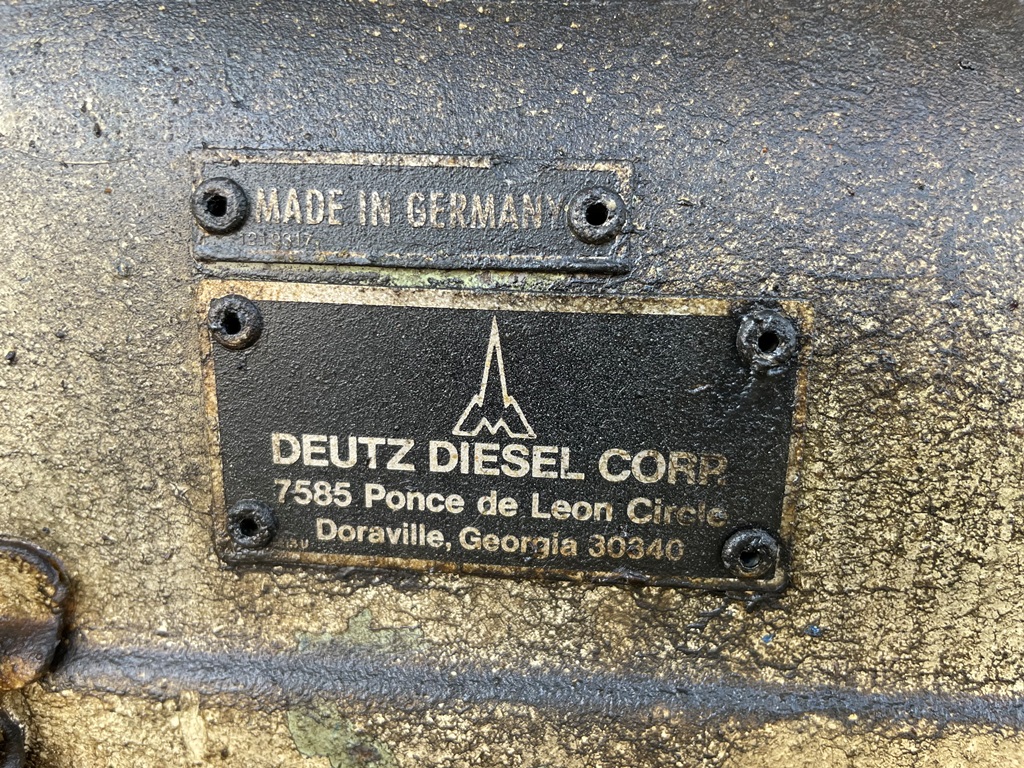 MADE IN GERMANY
DEUTZ DIESEL CORP.
7585 Ponce de Leon Circle
Doraville, Georgia 30340